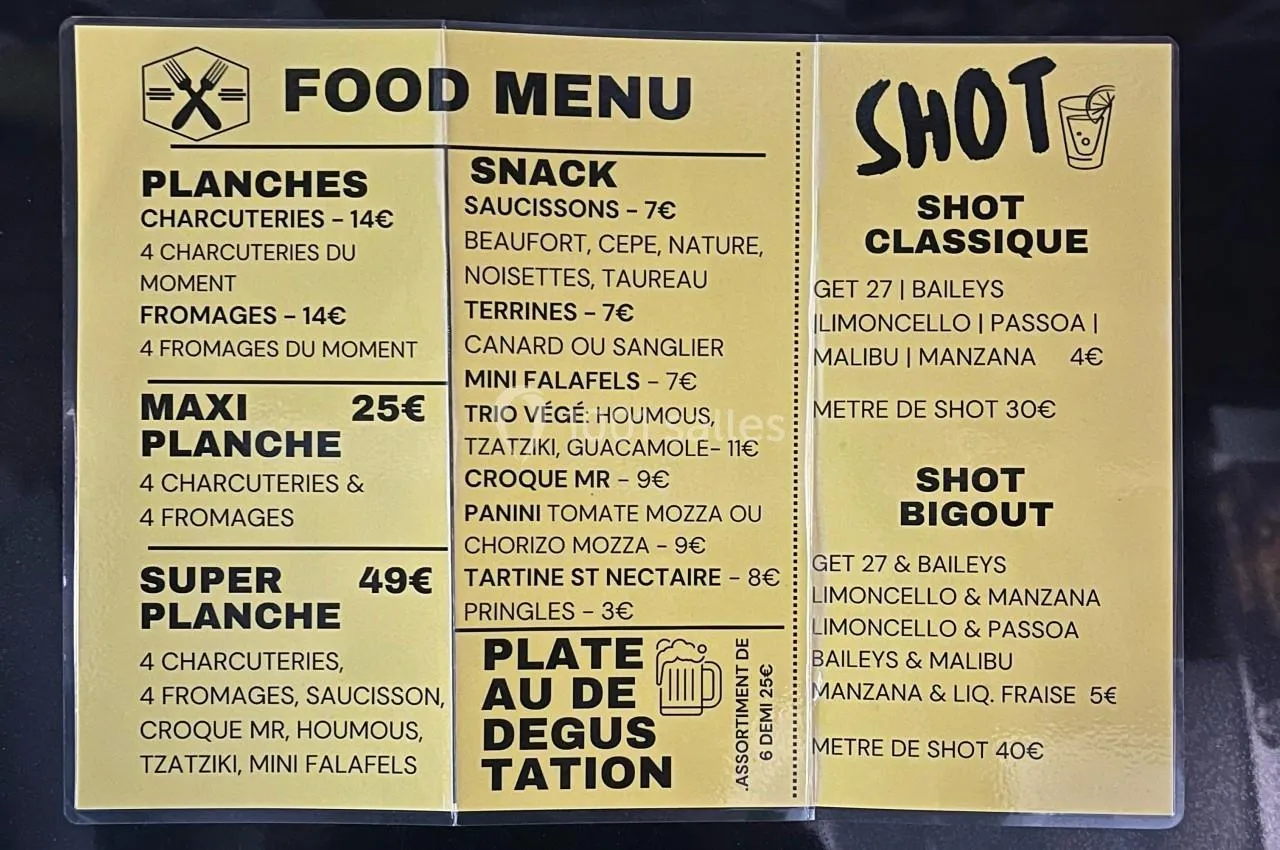 FOOD MENU
PLANCHES
CHARCUTERIES – 14€
4 CHARCUTERIES DU
MOMENT
FROMAGES – 14€
4 FROMAGES DU MOMENT
MAXI 25€
PLANCHE
4 CHARCUTERIES &
4 FROMAGES
SUPER 49€
PLANCHE
4 CHARCUTERIES,
4 FROMAGES, SAUCISSON,
CROQUE MR, HOUMOUS,
TZATZIKI, MINI FALAFELS
SNACK
SAUCISSONS – 7€
BEAUFORT, CEPE, NATURE,
NOISETTES, TAUREAU
TERRINES – 7€
CANARD OU SANGLIER
MINI FALAFELS – 7€
TRIO VÉGÉ: HOUMOUS,
TZATZIKI, GUACAMOLE– 11€
CROQUE MR – 9€
PANINI TOMATE MOZZA OU
CHORIZO MOZZA – 9€
TARTINE ST NECTAIRE – 8€
PRINGLES – 3€
PLATE
AU DE
DEGUS
TATION
.ASSORTIMENT DE
6 DEMI 25€
SHOT
SHOT
CLASSIQUE
GET 27 | BAILEYS
|LIMONCELLO | PASSOA |
MALIBU | MANZANA 4€
METRE DE SHOT 30€
SHOT
BIGOUT
GET 27 & BAILEYS
LIMONCELLO & MANZANA
LIMONCELLO & PASSOA
BAILEYS & MALIBU
MANZANA & LIQ. FRAISE 5€
METRE DE SHOT 40€
1001salles